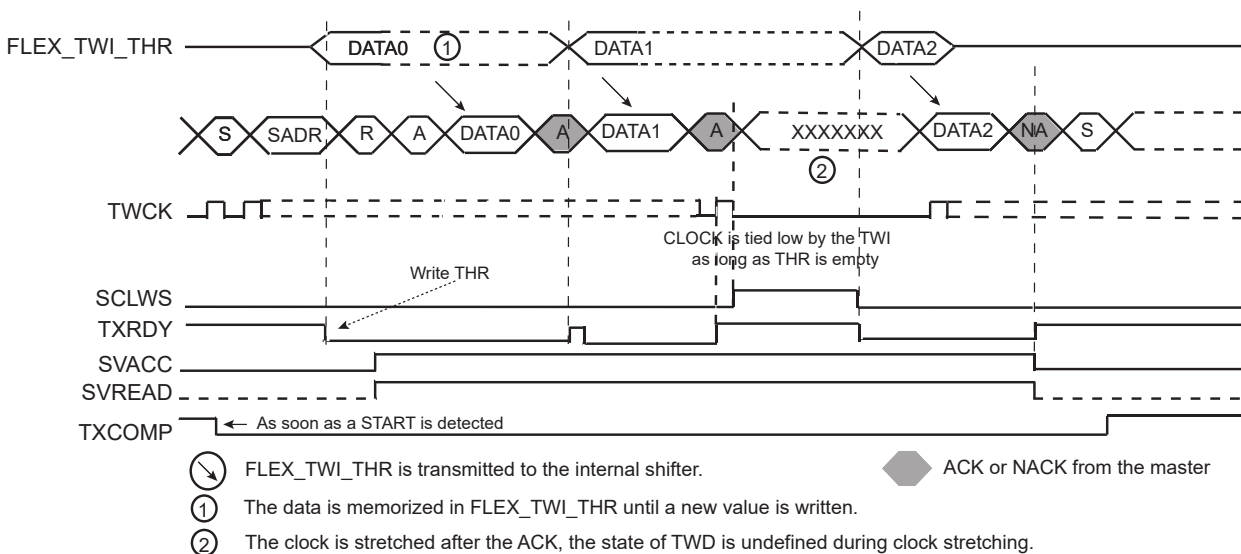 FLEX_TWI_THR DATA0 1 DATA1 DATA2
S SADR R A DATA0 A DATA1 A XXXXXXX DATA2 NA S
2
TWCK
CLOCK is tied low by the TWI
as long as THR is empty
Write THR
SCLWS
TXRDY
SVACC
SVREAD
TXCOMP As soon as a START is detected
FLEX_TWI_THR is transmitted to the internal shifter. ACK or NACK from the master
1 The data is memorized in FLEX_TWI_THR until a new value is written.
2 The clock is stretched after the ACK, the state of TWD is undefined during clock stretching.